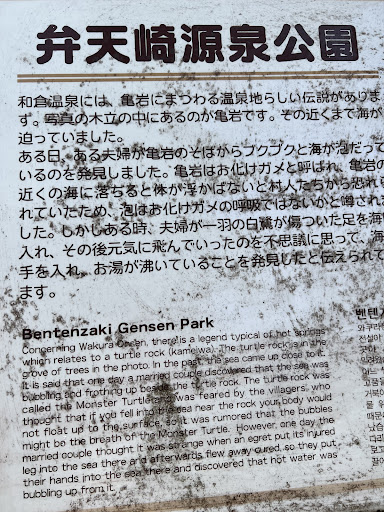 弁天崎源泉公園
和倉温泉には、亀岩にまつわる温泉地らしい伝説がありま
す。写真の木立の中にあるのが亀岩です。その近くまで海が
迫っていました。
ある日、ある夫婦が亀岩のそばからブクブクと海が泡だって
いるのを発見しました。亀岩はお化けガメと呼ばれ、亀岩の
近くの海に落ちると体が浮かばないと村人たちから恐れら
れていたため、泡はお化けガメの呼吸ではないかと噂されま
した。しかしある時、夫婦が一羽の白鷺が傷ついた足を海に
入れ、その後元気に飛んでいったのを不思議に思って、海
手を入れ、お湯が沸いていることを発見したと伝えられて
ます。
Bentenzaki Gensen Park
Concerning Wakura Onsen, there is a legend typical of hot springs
which relates to a turtle rock (kameiwa). The turtle rock is in the
grove of trees in the photo. In the past, the sea came up close to it.
It is said that one day a married couple discovered that the sea was
bubbling and frothing up beside the turtle rock. The turtle rock was
called the Monster Turtle and was feared by the villagers, who
thought that if you fell into the sea near the rock your body would
not float up to the surface, so it was rumored that the bubbles
might be the breath of the Monster Turtle. However, one day the
married couple thought it was strange when an egret put its injured
leg into the sea there and afterwards flew away cured, so they put
their hands into the sea there and discovered that hot water was
bubbling up from it.
벤텐
와쿠라
전설이